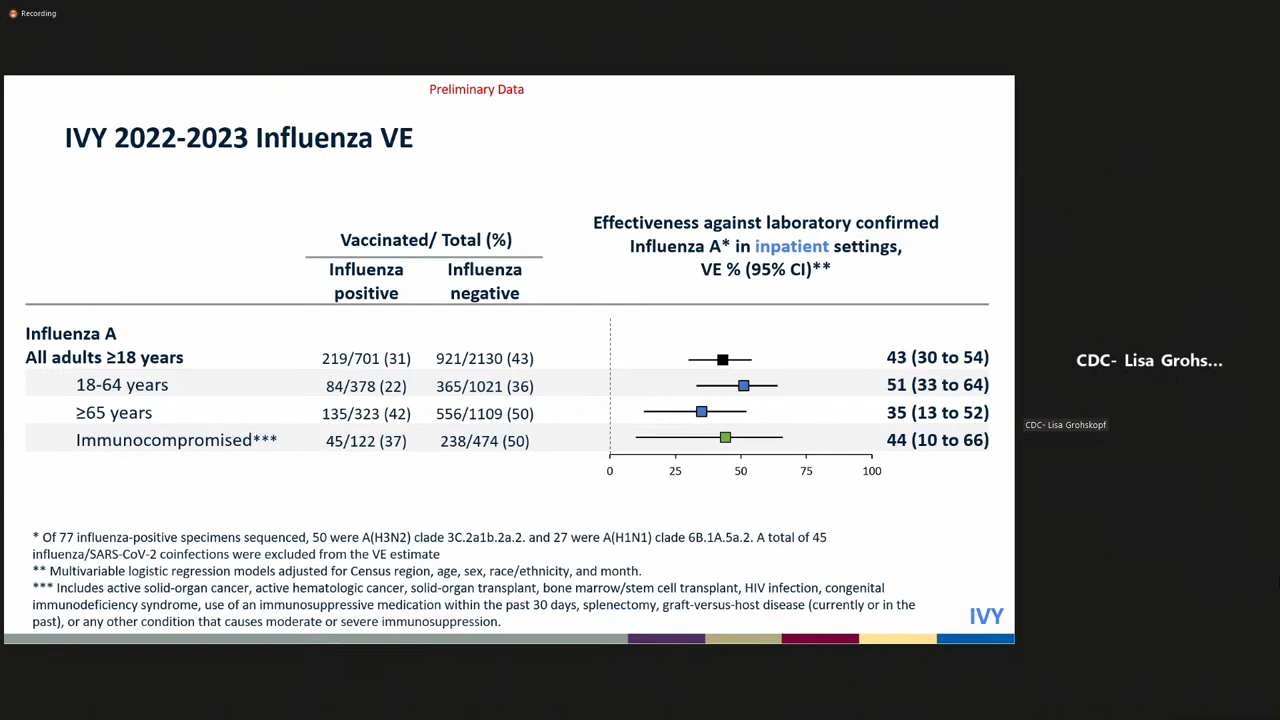 Recording
Preliminary Data
IVY 2022-2023 Influenza VE
Effectiveness against laboratory confirmed
Influenza A* in inpatient settings,
VE % (95% CI)**
Vaccinated/ Total (%)
Influenza positive
Influenza negative
Influenza A
All adults ≥18 years 219/701 (31) 921/2130 (43) 43 (30 to 54)
18-64 years 84/378 (22) 365/1021 (36) 51 (33 to 64)
≥65 years 135/323 (42) 556/1109 (50) 35 (13 to 52)
Immunocompromised*** 45/122 (37) 238/474 (50) 44 (10 to 66)
0 25 50 75 100
* Of 77 influenza-positive specimens sequenced, 50 were A(H3N2) clade 3C.2a1b.2a.2. and 27 were A(H1N1) clade 6B.1A.5a.2. A total of 45
influenza/SARS-CoV-2 coinfections were excluded from the VE estimate
** Multivariable logistic regression models adjusted for Census region, age, sex, race/ethnicity, and month.
*** Includes active solid-organ cancer, active hematologic cancer, solid-organ transplant, bone marrow/stem cell transplant, HIV infection, congenital
immunodeficiency syndrome, use of an immunosuppressive medication within the past 30 days, splenectomy, graft-versus-host disease (currently or in the
past), or any other condition that causes moderate or severe immunosuppression.
IVY
CDC- Lisa Grohs...
CDC- Lisa Grohskopf